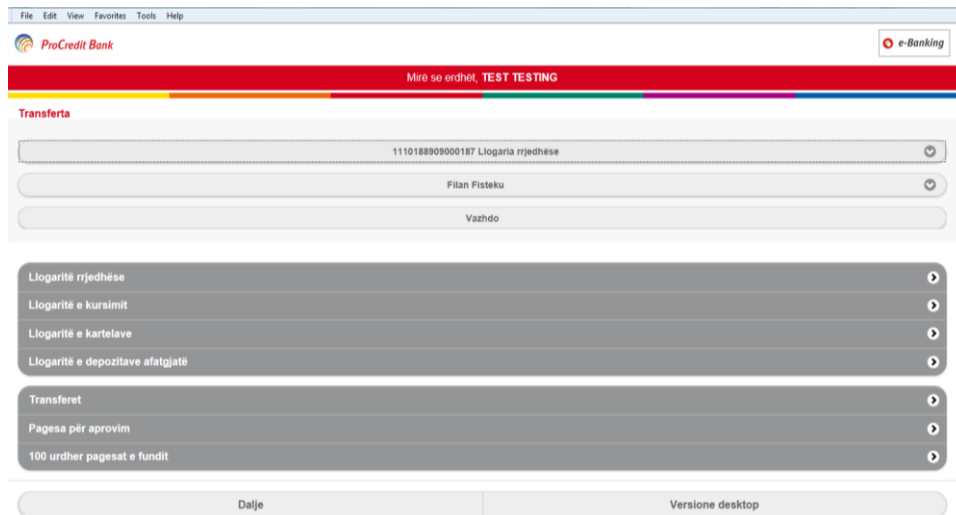 File Edit View Favorites Tools Help
ProCredit Bank
e-Banking
Mirë se erdhët, TEST TESTING
Transferta
1110188909000187 Llogaria rrjedhëse
Filan Fisteku
Vazhdo
Llogaritë rrjedhëse
Llogaritë e kursimit
Llogaritë e kartelave
Llogaritë e depozitave afatgjatë
Transferet
Pagesa për aprovim
100 urdher pagesat e fundit
Dalje
Versione desktop